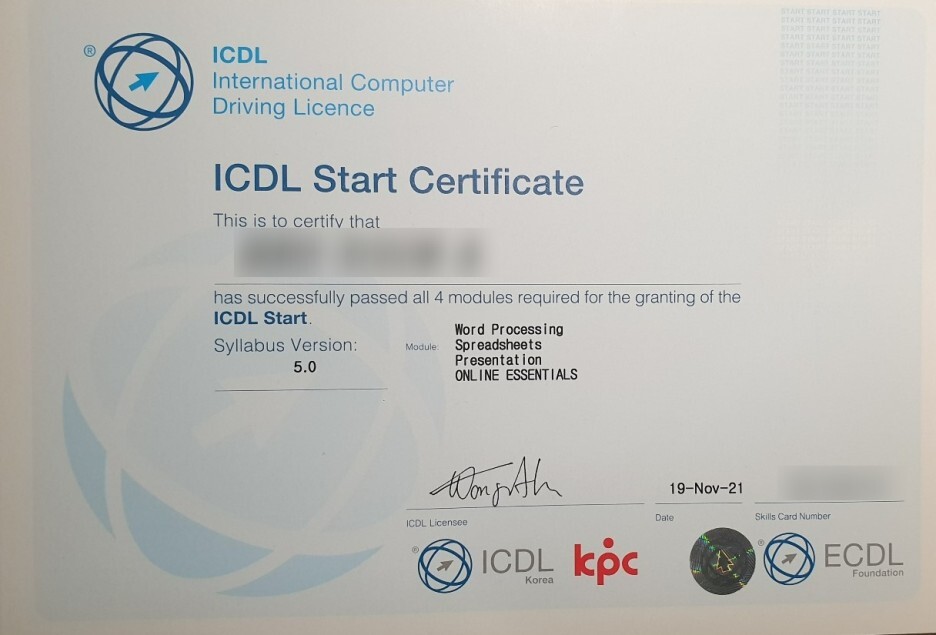 ICDL
International Computer
Driving Licence
ICDL Start Certificate
This is to certify that
has successfully passed all 4 modules required for the granting of the
ICDL Start.
Syllabus Version:
5.0
Module:
Word Processing
Spreadsheets
Presentation
ONLINE ESSENTIALS
19-Nov-21
ICDL Licensee
Date
Skills Card Number
® ICDL
Korea
kpc
® ECDL
Foundation